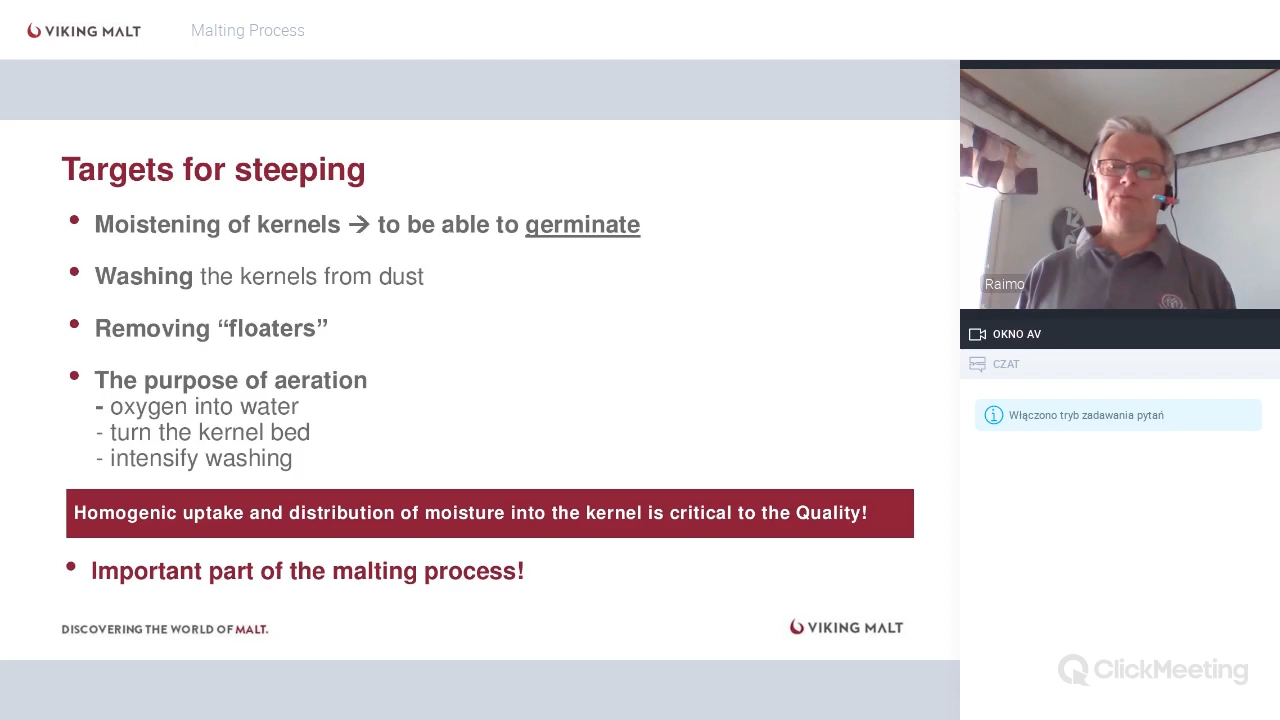 VIKING MALT
Malting Process
Targets for steeping
• Moistening of kernels → to be able to germinate
• Washing the kernels from dust
• Removing “floaters”
• The purpose of aeration
- oxygen into water
- turn the kernel bed
- intensify washing
Homogenic uptake and distribution of moisture into the kernel is critical to the Quality!
• Important part of the malting process!
DISCOVERING THE WORLD OF MALT.
VIKING MALT
Raimo
OKNO AV
CZAT
Włączono tryb zadawania pytań
ClickMeeting